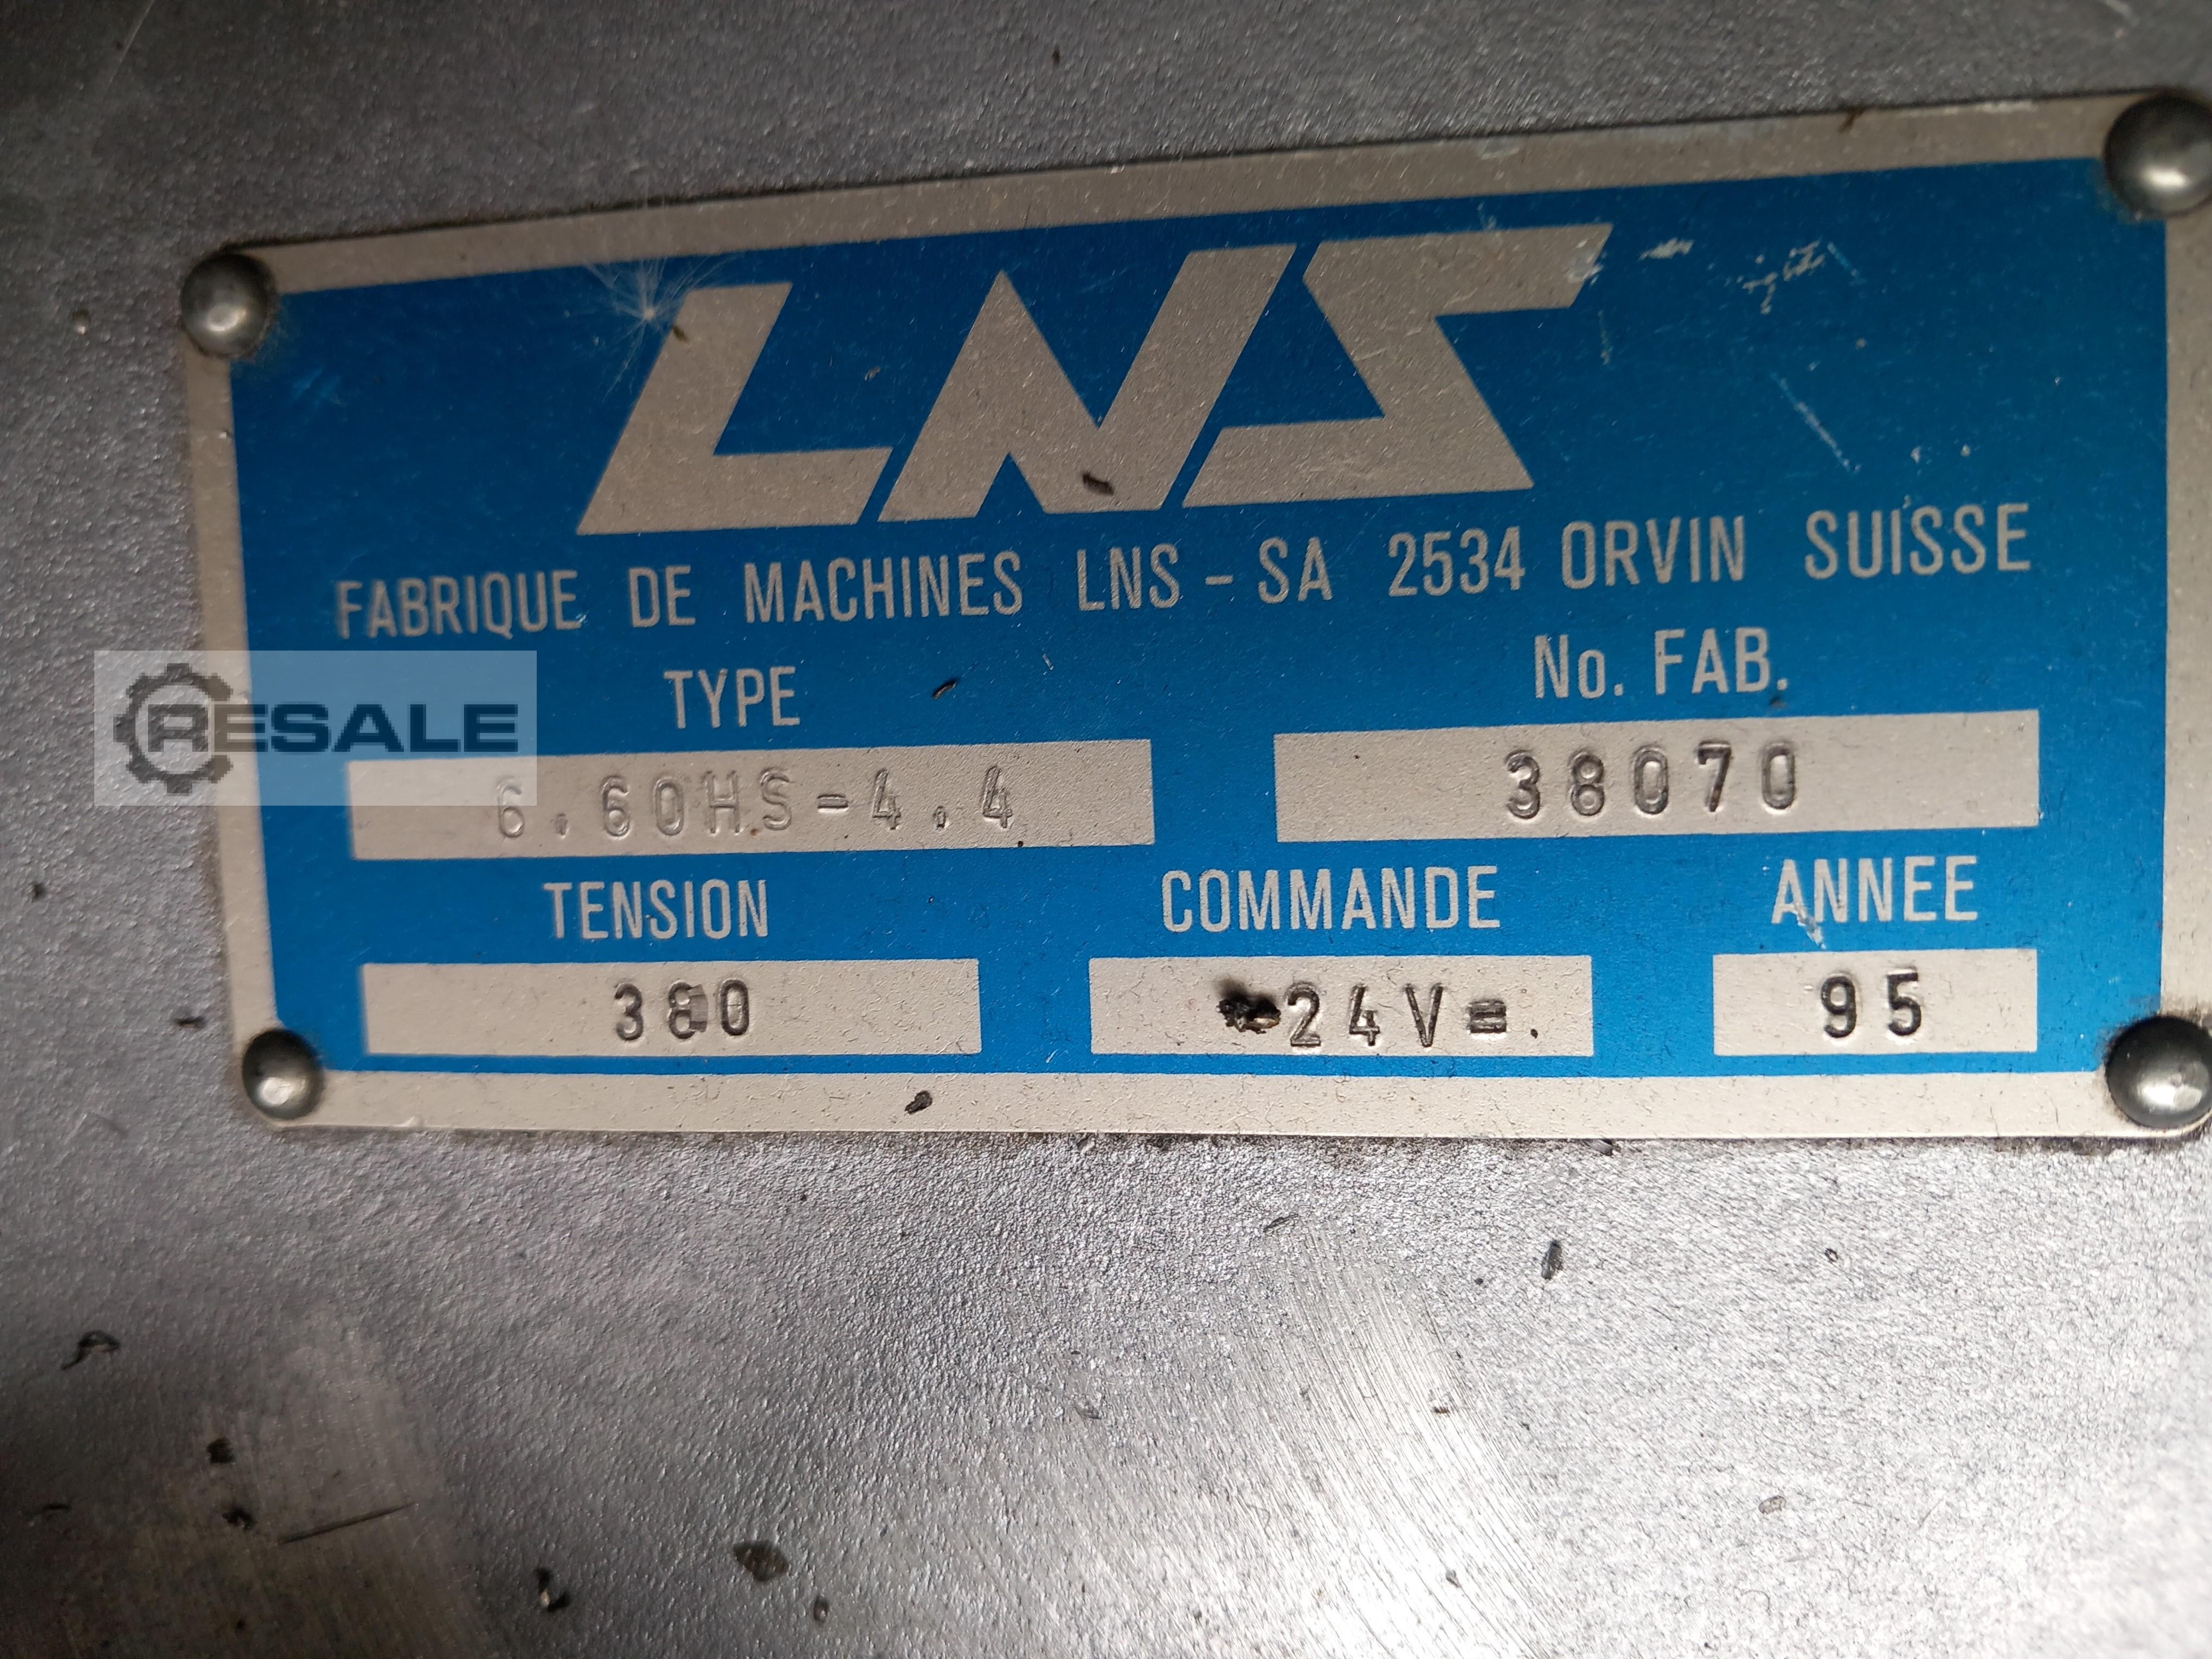 LNS
FABRIQUE DE MACHINES LNS - SA 2534 ORVIN SUISSE
TYPE No. FAB.
RESALE
6.60HS-4.4 38070
TENSION COMMANDE ANNEE
380 24V=. 95